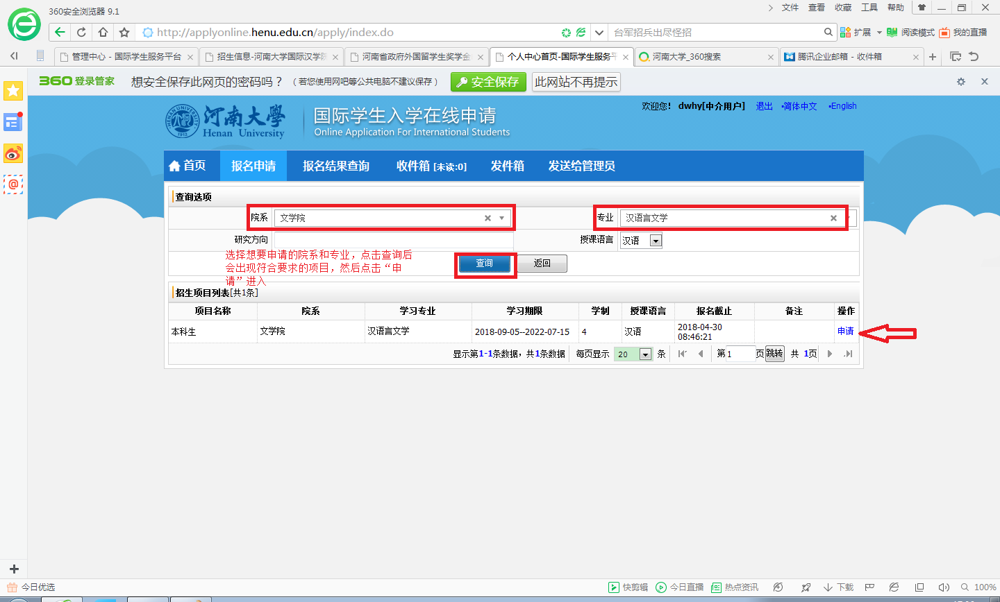 360安全浏览器 9.1
文件 查看 收藏 工具 帮助
http://applyonline.henu.edu.cn/apply/index.do
台军招兵出尽怪招
扩展 阅读模式 我的直播
管理中心 - 国际学生服务平台
招生信息-河南大学国际汉学院
河南省政府外国留学生奖学金
个人中心首页-国际学生服务平
河南大学_360搜索
腾讯企业邮箱 - 收件箱
360登录管家 想安全保存此网页的密码吗？（若您使用网吧等公共电脑不建议保存） 安全保存 此网站不再提示
欢迎您！ dwhy[中介用户] 退出 •简体中文 •English
河南大学
Henan University
国际学生入学在线申请
Online Application For International Students
首页 报名申请 报名结果查询 收件箱 [未读:0] 发件箱 发送给管理员
查询选项
院系 文学院 专业 汉语言文学
研究方向 授课语言 汉语
选择想要申请的院系和专业，点击查询后
会出现符合要求的项目，然后点击“申
请”进入
查询 返回
招生项目列表[共1条]
项目名称 院系 学习专业 学习期限 学制 授课语言 报名截止 备注 操作
本科生 文学院 汉语言文学 2018-09-05--2022-07-15 4 汉语 2018-04-30 08:46:21 申请
显示第1-1条数据，共1条数据 每页显示 20 条 第 1 页 跳转 共 1页
今日优选
快剪辑 今日直播 热点资讯 下载 100%